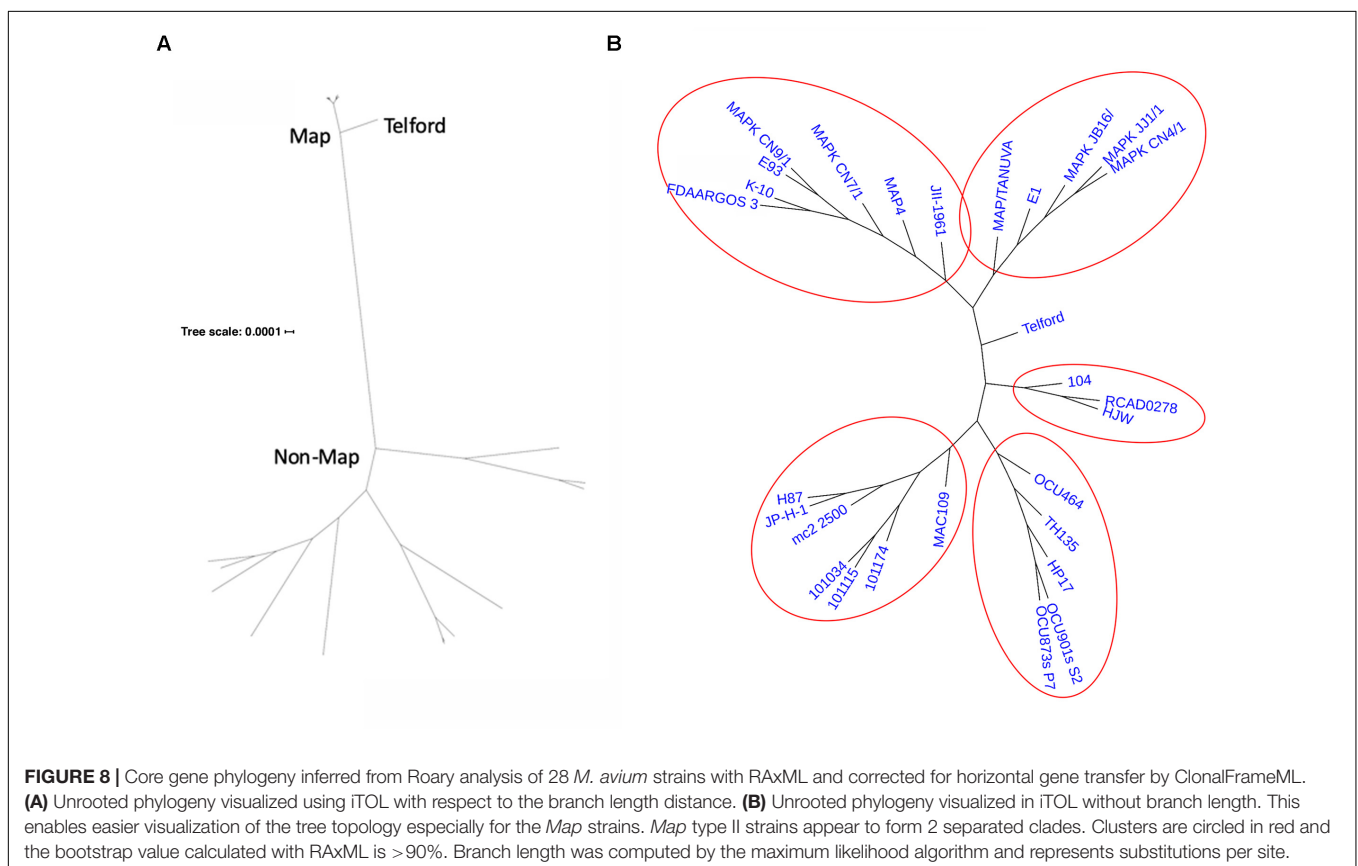 A
Map
Telford
Tree scale: 0.0001
Non-Map
B
MAPK CN9/1
E93
K-10
FDAARGOS 3
MAPK CN7/1
MAP4
JII-1961
MAP/TANUVA
E1
MAPK JB16/
MAPK JJ1/1
MAPK CN4/1
Telford
104
RCAD0278
HJW
OCU464
TH135
HP17
OCU901s S2
OCU873s P7
MAC109
101174
101115
101034
mc2 2500
JP-H-1
H87
FIGURE 8 | Core gene phylogeny inferred from Roary analysis of 28 M. avium strains with RAxML and corrected for horizontal gene transfer by ClonalFrameML.
(A) Unrooted phylogeny visualized using iTOL with respect to the branch length distance. (B) Unrooted phylogeny visualized in iTOL without branch length. This
enables easier visualization of the tree topology especially for the Map strains. Map type II strains appear to form 2 separated clades. Clusters are circled in red and
the bootstrap value calculated with RAxML is >90%. Branch length was computed by the maximum likelihood algorithm and represents substitutions per site.